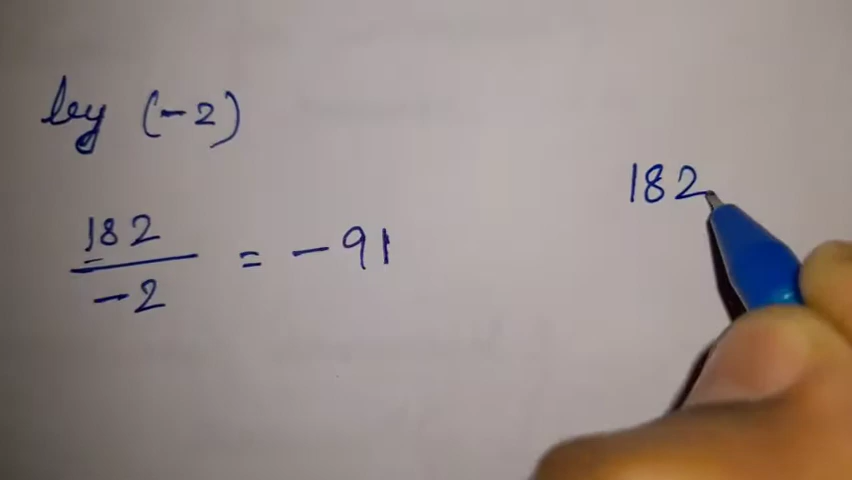 by (-2)
182
182
= - 91
-2